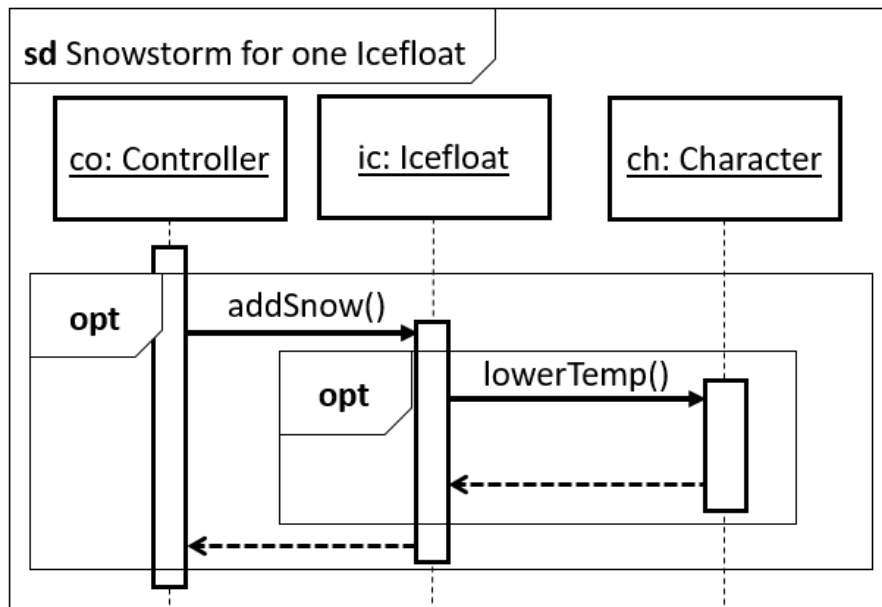 sd Snowstorm for one Icefloat
co: Controller
ic: Icefloat
ch: Character
opt
addSnow()
opt
lowerTemp()